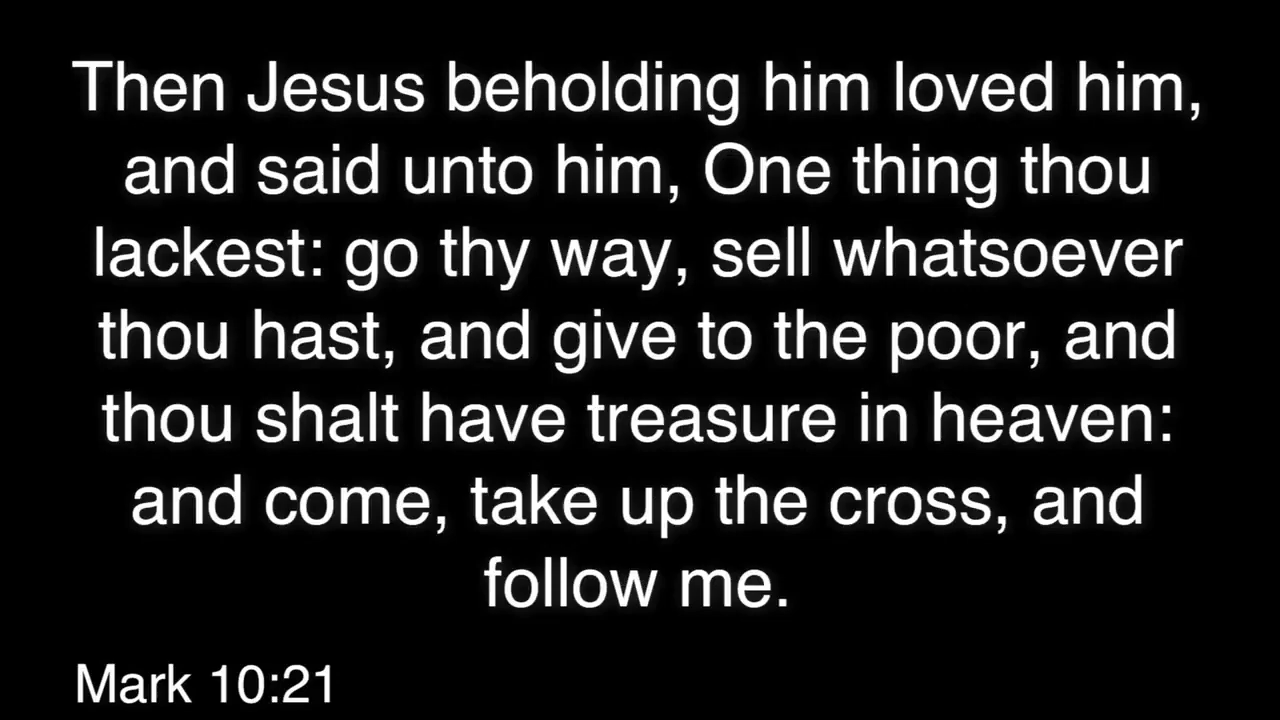 Then Jesus beholding him loved him,
and said unto him, One thing thou
lackest: go thy way, sell whatsoever
thou hast, and give to the poor, and
thou shalt have treasure in heaven:
and come, take up the cross, and
follow me.
Mark 10:21